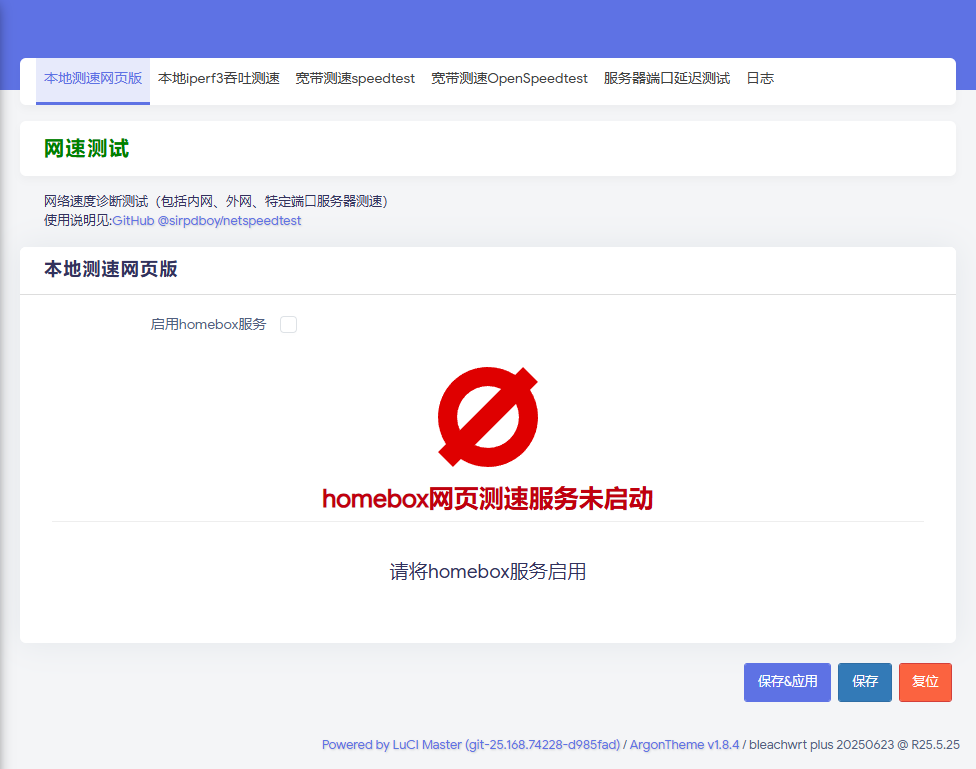 本地测速网页版 本地iperf3吞吐测速 宽带测速speedtest 宽带测速OpenSpeedtest 服务器端口延迟测试 日志
网速测试
网络速度诊断测试（包括内网、外网、特定端口服务器测速）
使用说明见:GitHub @sirpdboy/netspeedtest
本地测速网页版
启用homebox服务
homebox网页测速服务未启动
请将homebox服务启用
保存&应用 保存 复位
Powered by LuCI Master (git-25.168.74228-d985fad) / ArgonTheme v1.8.4 / bleachwrt plus 20250623 @ R25.5.25